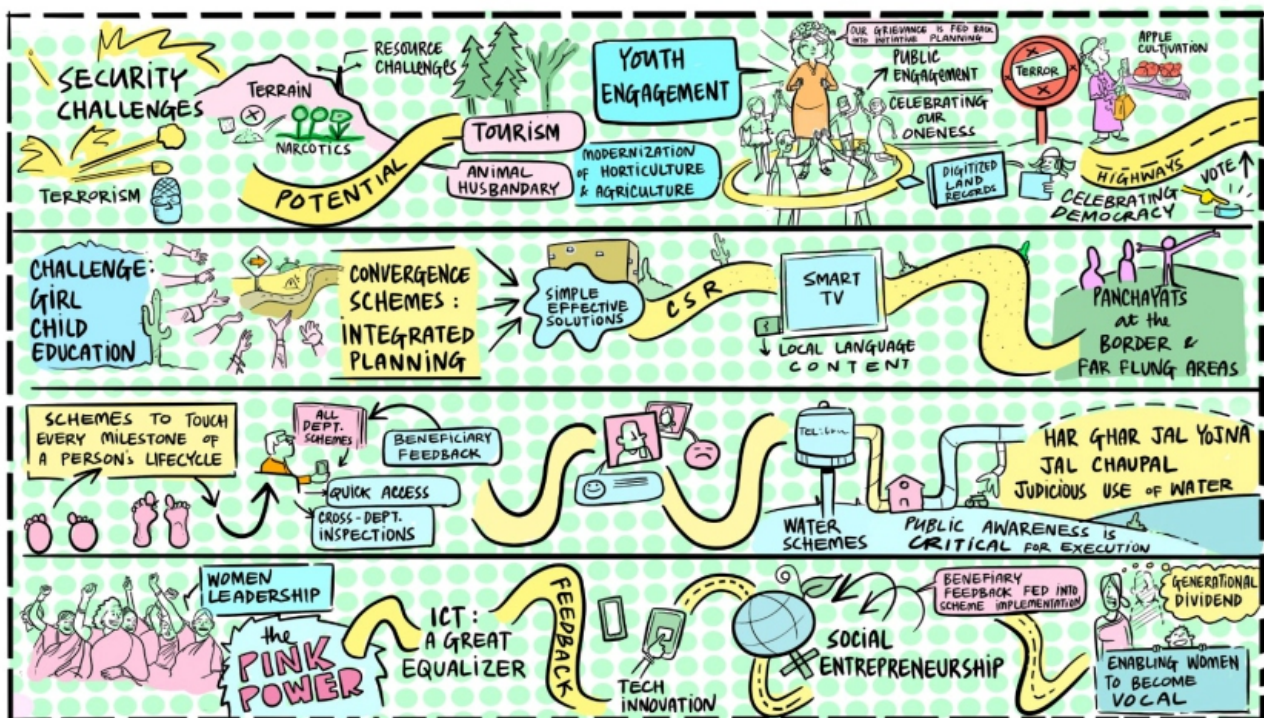 SECURITY
CHALLENGES
TERRORISM
TERRAIN
NARCOTICS
RESOURCE
CHALLENGES
POTENTIAL
TOURISM
ANIMAL
HUSBANDARY
MODERNIZATION
OF HORTICULTURE
& AGRICULTURE
YOUTH
ENGAGEMENT
OUR GRIEVANCE IS FED BACK
INTO INITIATIVE PLANNING
PUBLIC
ENGAGEMENT
CELEBRATING
OUR
ONENESS
DIGITIZED
LAND
RECORDS
TERROR
APPLE
CULTIVATION
HIGHWAYS
VOTE
CELEBRATING
DEMOCRACY
CHALLENGE:
GIRL
CHILD
EDUCATION
CONVERGENCE
SCHEMES:
INTEGRATED
PLANNING
SIMPLE
EFFECTIVE
SOLUTIONS
CSR
SMART
TV
LOCAL LANGUAGE
CONTENT
PANCHAYATS
at the
BORDER &
FAR FLUNG AREAS
SCHEMES TO TOUCH
EVERY MILESTONE OF
A PERSON'S LIFECYCLE
ALL
DEPT.
SCHEMES
BENEFICIARY
FEEDBACK
QUICK ACCESS
CROSS-DEPT.
INSPECTIONS
WATER
SCHEMES
PUBLIC AWARENESS IS
CRITICAL FOR EXECUTION
HAR GHAR JAL YOJNA
JAL CHAUPAL
JUDICIOUS USE OF WATER
WOMEN
LEADERSHIP
the
PINK
POWER
ICT:
A GREAT
EQUALIZER
FEEDBACK
TECH
INNOVATION
SOCIAL
ENTREPRENEURSHIP
BENEFIARY
FEEDBACK FED INTO
SCHEME IMPLEMENTATION
GENERATIONAL
DIVIDEND
ENABLING WOMEN
TO BECOME
VOCAL